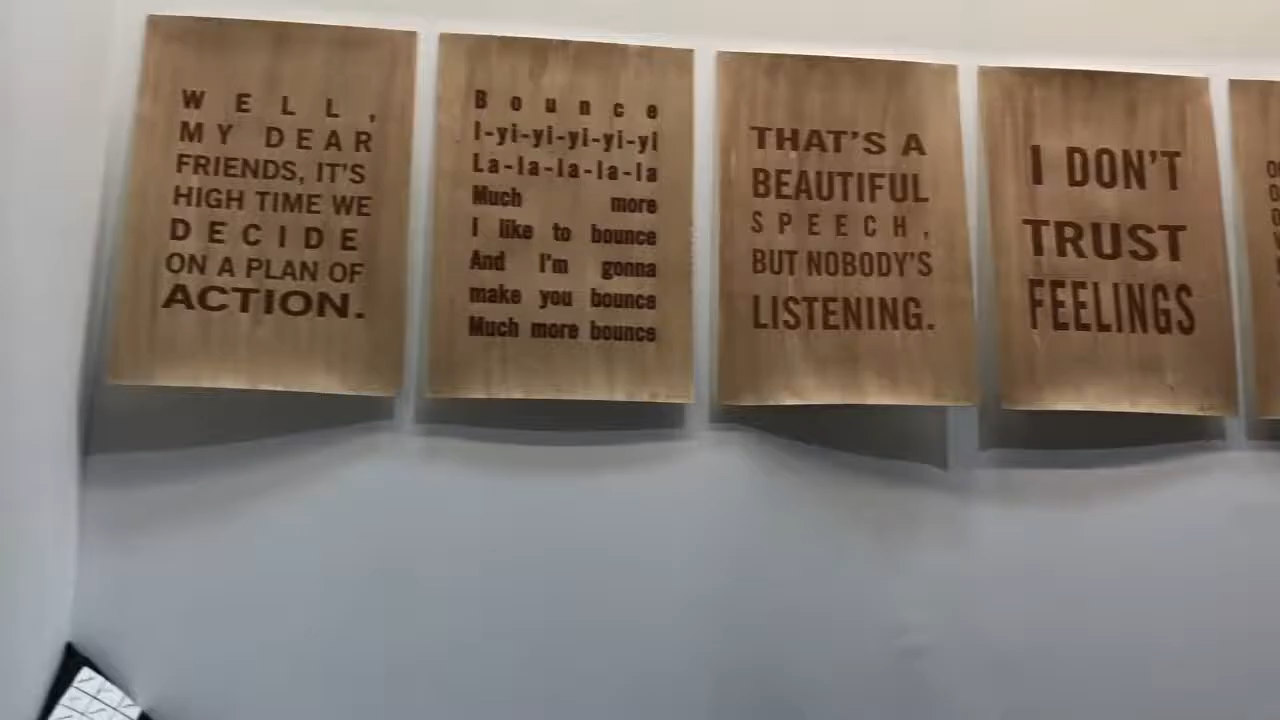 WELL,
MY DEAR
FRIENDS, IT'S
HIGH TIME WE
DECIDE
ON A PLAN OF
ACTION.
Bounce
I-yi-yi-yi-yi-yi
La-la-la-la-la
Much more
I like to bounce
And I'm gonna
make you bounce
Much more bounce
THAT'S A
BEAUTIFUL
SPEECH,
BUT NOBODY'S
LISTENING.
I DON'T
TRUST
FEELINGS